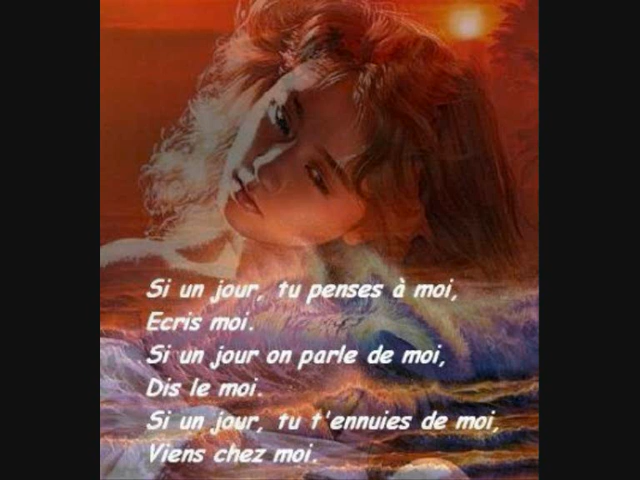 Si un jour, tu penses à moi,
Ecris moi.
Si un jour on parle de moi,
Dis le moi.
Si un jour, tu t'ennuies de moi,
Viens chez moi.